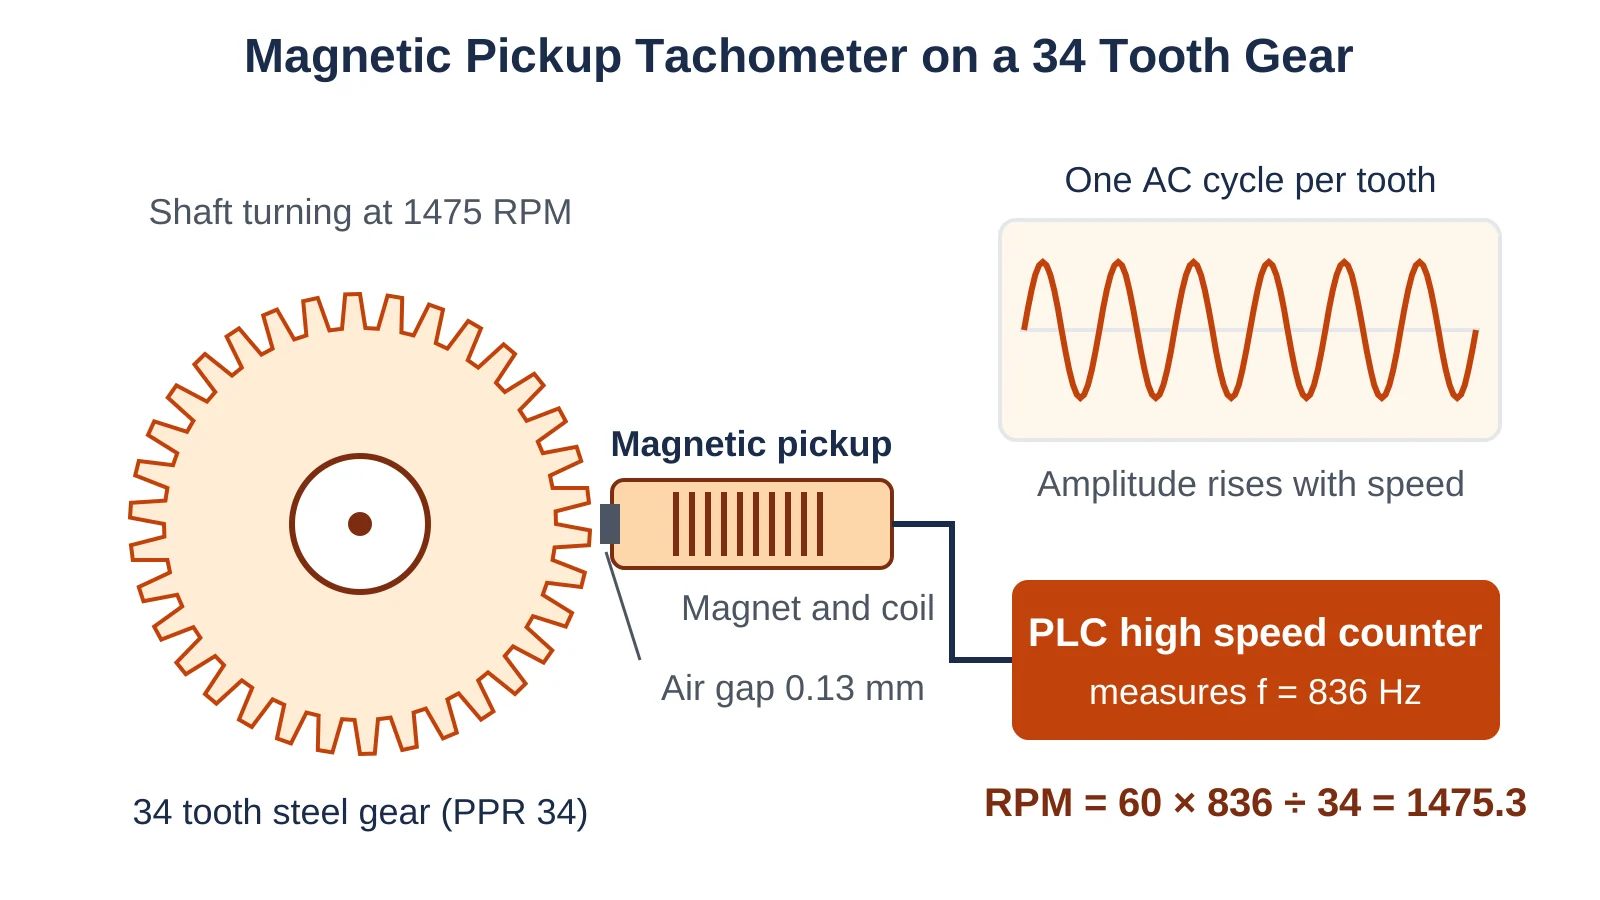 Magnetic Pickup Tachometer on a 34 Tooth Gear
Shaft turning at 1475 RPM
One AC cycle per tooth
Magnetic pickup
Amplitude rises with speed
Magnet and coil
Air gap 0.13 mm
PLC high speed counter
measures f = 836 Hz
34 tooth steel gear (PPR 34)
RPM = 60 × 836 ÷ 34 = 1475.3